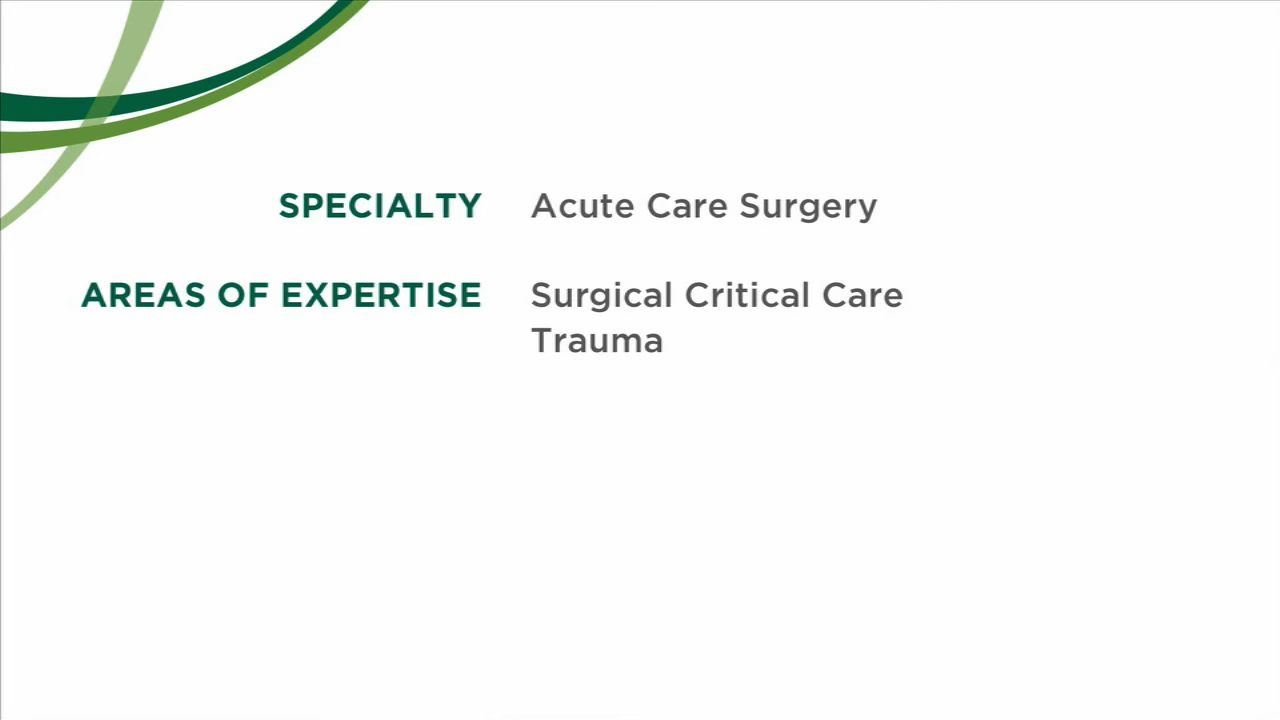 SPECIALTY Acute Care Surgery
AREAS OF EXPERTISE Surgical Critical Care
Trauma